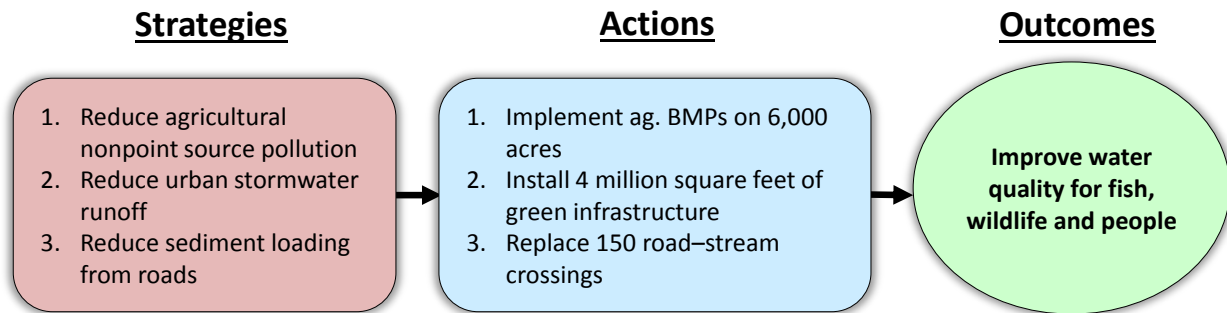 Strategies
Actions
Outcomes
1. Reduce agricultural
nonpoint source pollution
2. Reduce urban stormwater
runoff
3. Reduce sediment loading
from roads
1. Implement ag. BMPs on 6,000
acres
2. Install 4 million square feet of
green infrastructure
3. Replace 150 road–stream
crossings
Improve water
quality for fish,
wildlife and people